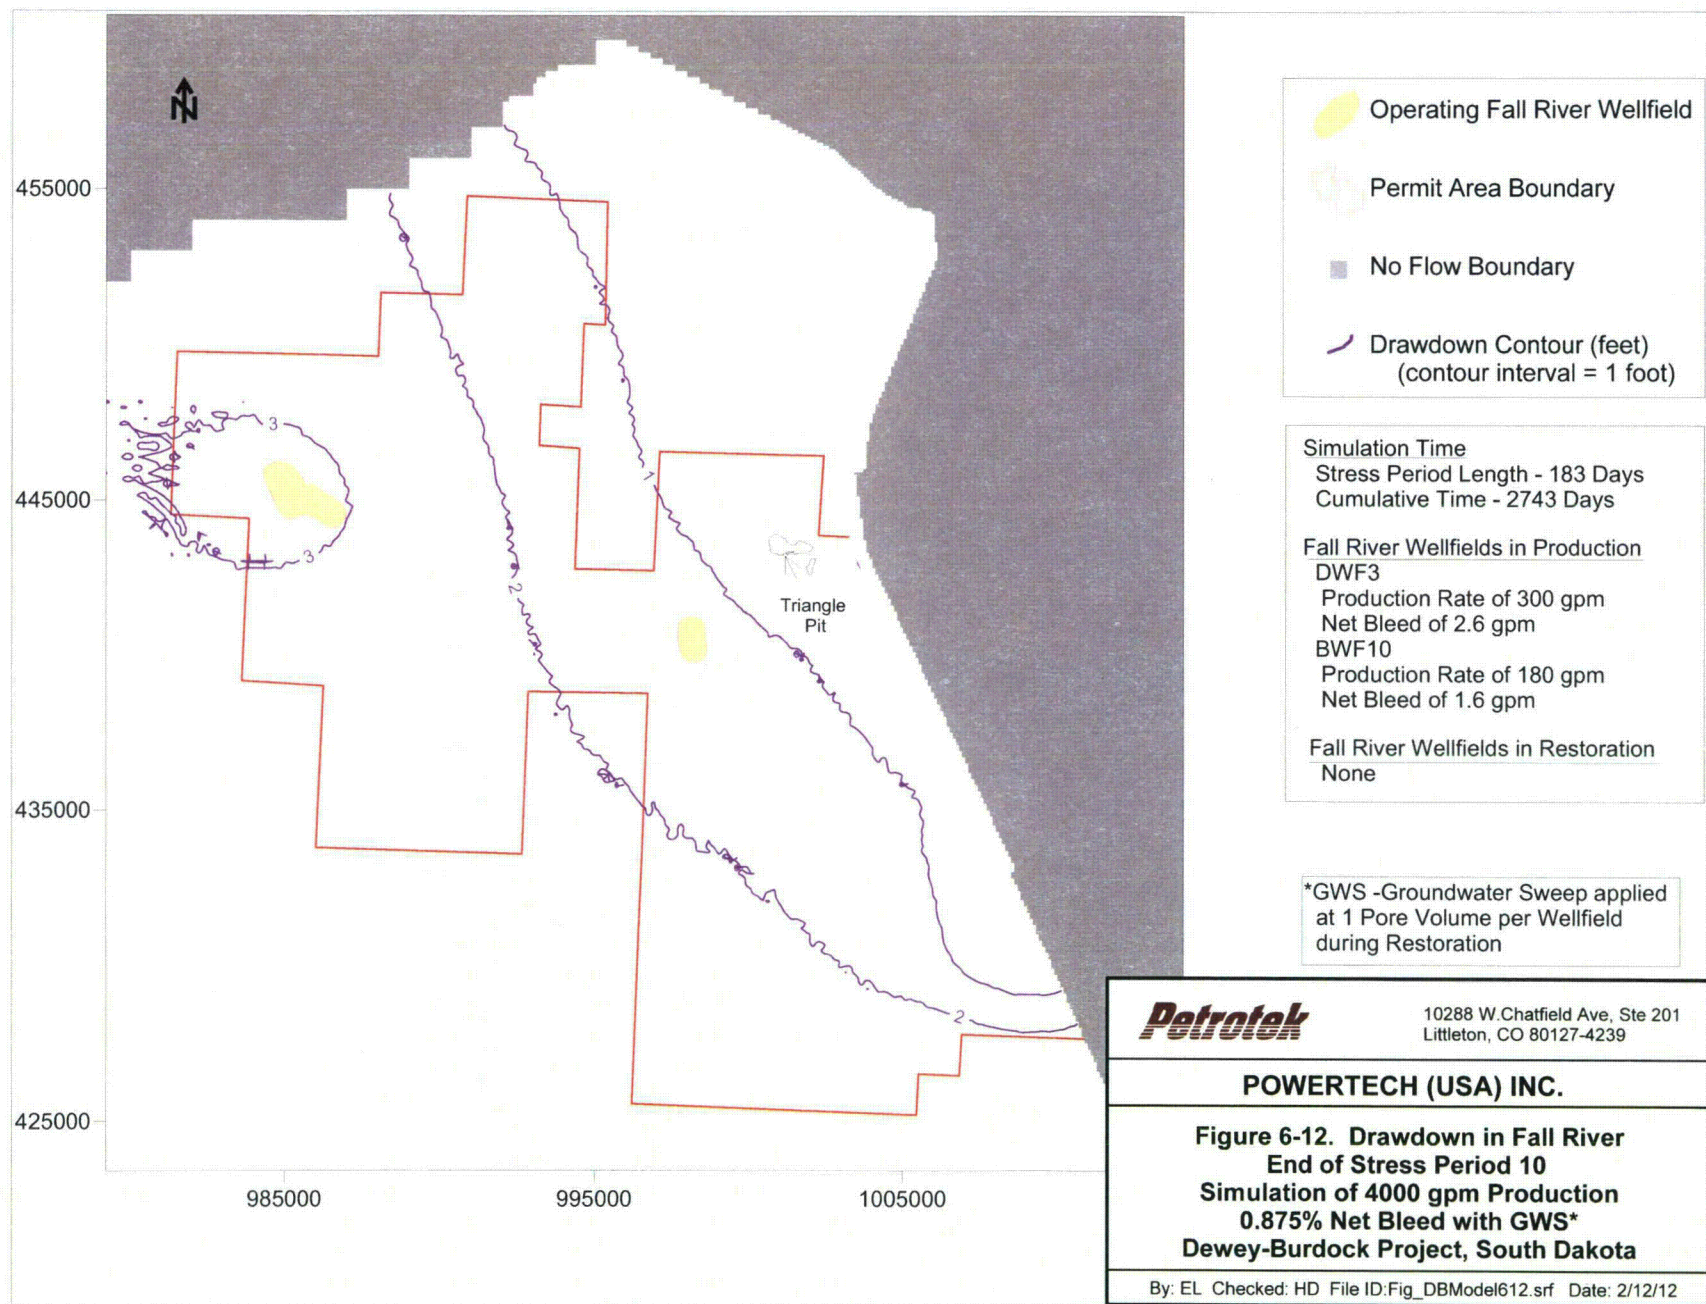 N
455000
445000
435000
425000
985000
995000
1005000
3
3
2
1
2
Triangle
Pit
Operating Fall River Wellfield
Permit Area Boundary
No Flow Boundary
Drawdown Contour (feet)
(contour interval = 1 foot)
Simulation Time
Stress Period Length - 183 Days
Cumulative Time - 2743 Days
Fall River Wellfields in Production
DWF3
Production Rate of 300 gpm
Net Bleed of 2.6 gpm
BWF10
Production Rate of 180 gpm
Net Bleed of 1.6 gpm
Fall River Wellfields in Restoration
None
*GWS -Groundwater Sweep applied
at 1 Pore Volume per Wellfield
during Restoration
Petrotek
10288 W.Chatfield Ave, Ste 201
Littleton, CO 80127-4239
POWERTECH (USA) INC.
Figure 6-12. Drawdown in Fall River
End of Stress Period 10
Simulation of 4000 gpm Production
0.875% Net Bleed with GWS*
Dewey-Burdock Project, South Dakota
By: EL Checked: HD File ID:Fig_DBModel612.srf Date: 2/12/12